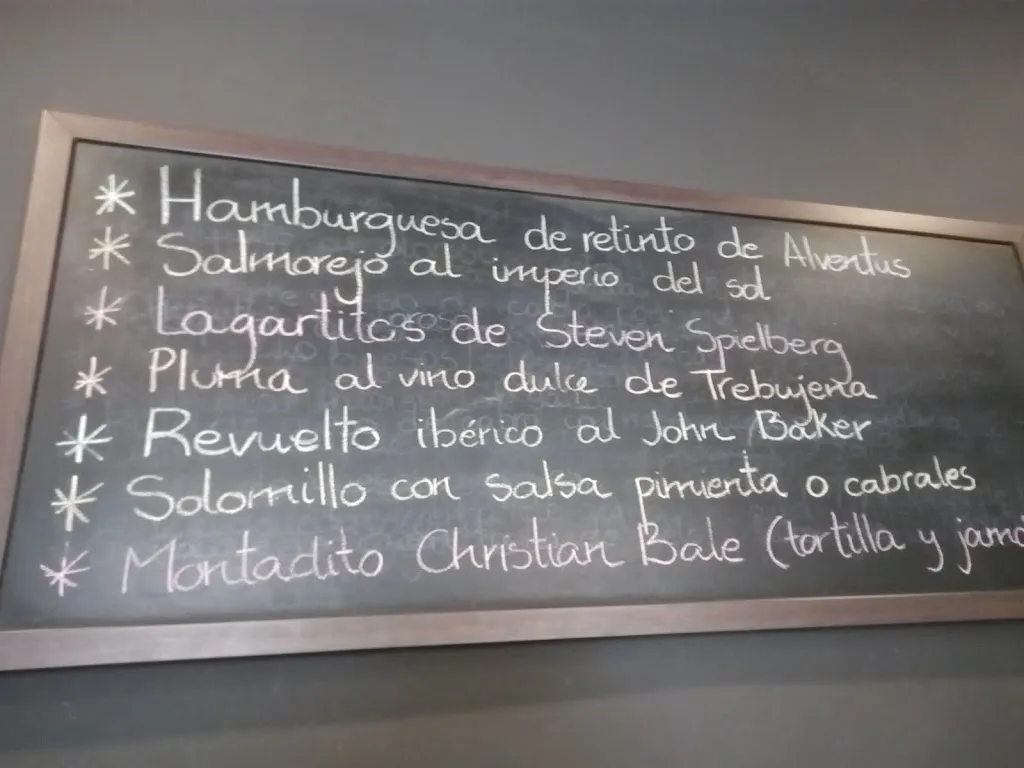 * Hamburguesa de retinto de Alventus
* Salmorejo al imperio del sol
* Lagartitos de Steven Spielberg
* Pluma al vino dulce de Trebujena
* Revuelto ibérico al John Baker
* Solomillo con salsa pimienta o cabrales
* Montadito Christian Bale (tortilla y jamo